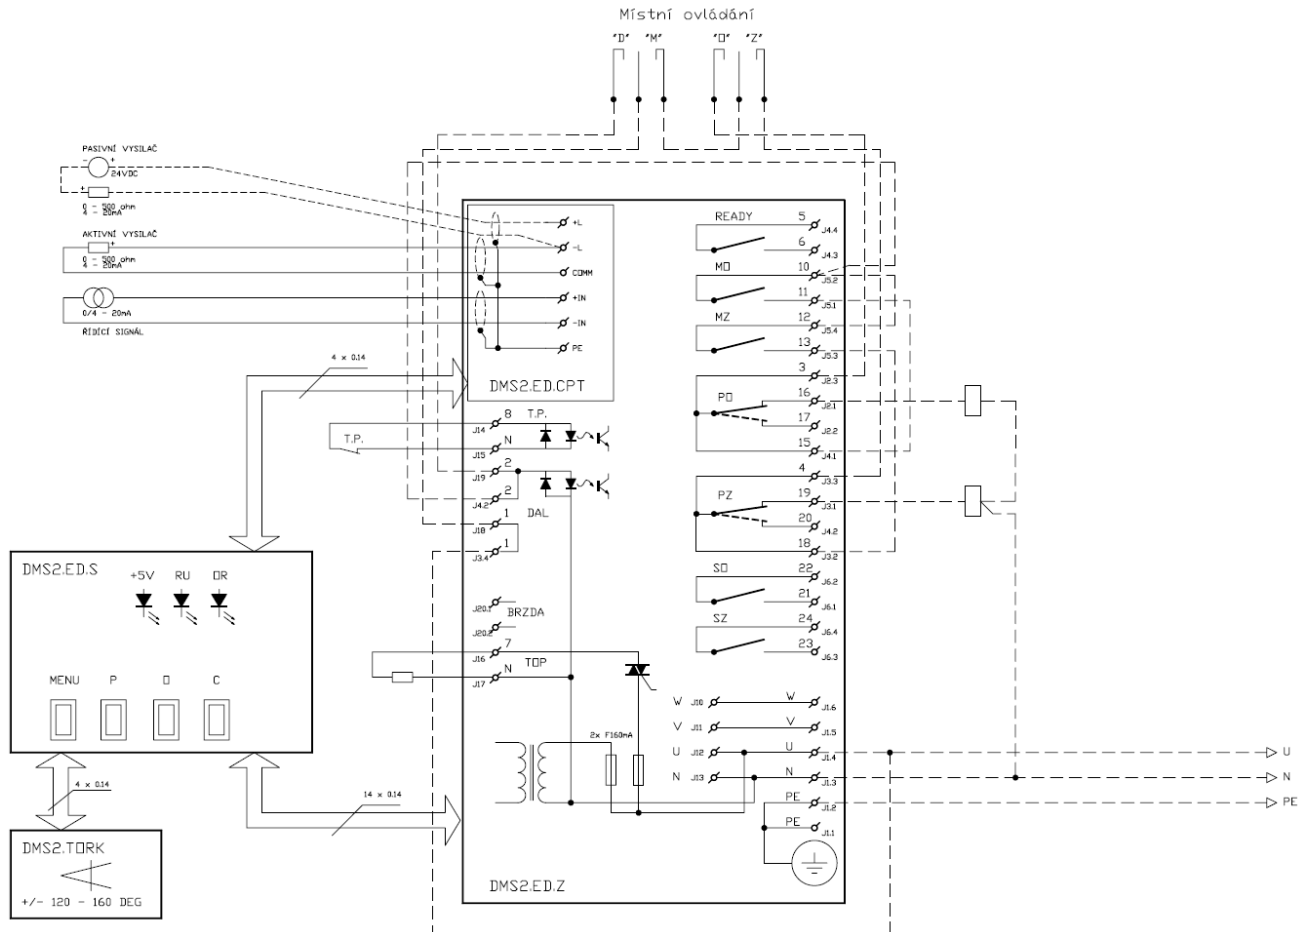 Místní ovládání
"D" "M" "O" "Z"
PASIVNÍ VYSILAČ
- +
24VDC
+
0 - 500 ohm
4 - 20mA
AKTIVNÍ VYSILAČ
+
0 - 500 ohm
4 - 20mA
0/4 - 20mA
ŘÍDÍCÍ SIGNÁL
+L
-L
COMM
+IN
-IN
PE
DMS2.ED.CPT
4 x 0.14
READY 5 J4.4
6 J4.3
MO 10 J5.2
11 J5.1
MZ 12 J5.4
13 J5.3
3 J2.3
PO 16 J2.1
17 J2.2
15 J4.1
4 J3.3
PZ 19 J3.1
20 J4.2
18 J3.2
SO 22 J6.2
21 J6.1
SZ 24 J6.4
23 J6.3
T.P.
J14 8 T.P.
J15 N
J19 2
J4.2 2
DAL
J18 1
J3.4 1
J20.1 BRZDA
J20.2
J16 7
TOP
J17 N
2x F160mA
W J10 W J1.6
V J11 V J1.5
U J12 U J1.4
N J13 N J1.3
PE J1.2
PE J1.1
U
N
PE
DMS2.ED.Z
DMS2.ED.S
+5V RU OR
MENU P O C
4 x 0.14
14 x 0.14
DMS2.TORK
+/- 120 - 160 DEG